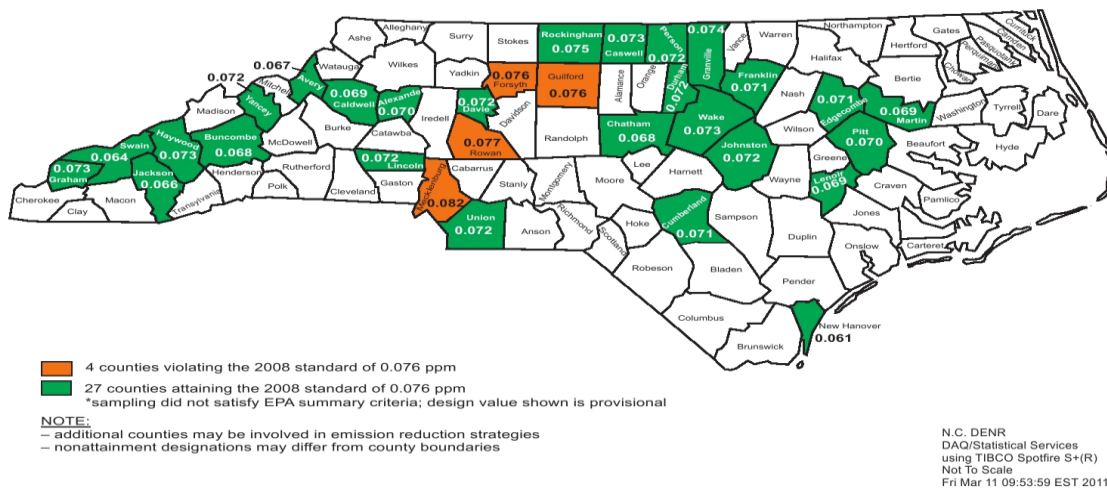 Alleghany
Ashe
Surry
Stokes
Rockingham
0.075
0.073
Caswell
Person
0.072
0.074
Granville
Vance
Warren
Northampton
Gates
Currituck
Camden
Pasquotank
Perquimans
Chowan
Hertford
Halifax
Bertie
0.067
Avery
Watauga
Wilkes
Yadkin
0.076
Forsyth
Guilford
0.076
Alamance
Orange
Durham
0.072
Franklin
0.071
Nash
0.071
Edgecombe
0.069
Martin
Washington
Tyrrell
Dare
0.072
Mitchell
Yancey
Madison
0.069
Caldwell
Alexander
0.070
Iredell
0.072
Davie
Davidson
Randolph
Chatham
0.068
Wake
0.073
Johnston
0.072
Wilson
Pitt
0.070
Beaufort
Hyde
Haywood
0.073
Buncombe
0.068
McDowell
Burke
Catawba
0.077
Rowan
Swain
0.064
0.073
Graham
Jackson
0.066
Henderson
Rutherford
Polk
Cleveland
0.072
Lincoln
Gaston
Mecklenburg
0.082
Cabarrus
Stanly
Montgomery
Moore
Lee
Harnett
Wayne
Greene
Lenoir
0.069
Craven
Pamlico
Cherokee
Clay
Macon
Transylvania
Union
0.072
Anson
Richmond
Scotland
Hoke
Cumberland
0.071
Sampson
Duplin
Jones
Onslow
Carteret
Robeson
Bladen
Pender
Columbus
Brunswick
New Hanover
0.061
4 counties violating the 2008 standard of 0.076 ppm
27 counties attaining the 2008 standard of 0.076 ppm
*sampling did not satisfy EPA summary criteria; design value shown is provisional
NOTE:
– additional counties may be involved in emission reduction strategies
– nonattainment designations may differ from county boundaries
N.C. DENR
DAQ/Statistical Services
using TIBCO Spotfire S+(R)
Not To Scale
Fri Mar 11 09:53:59 EST 2011